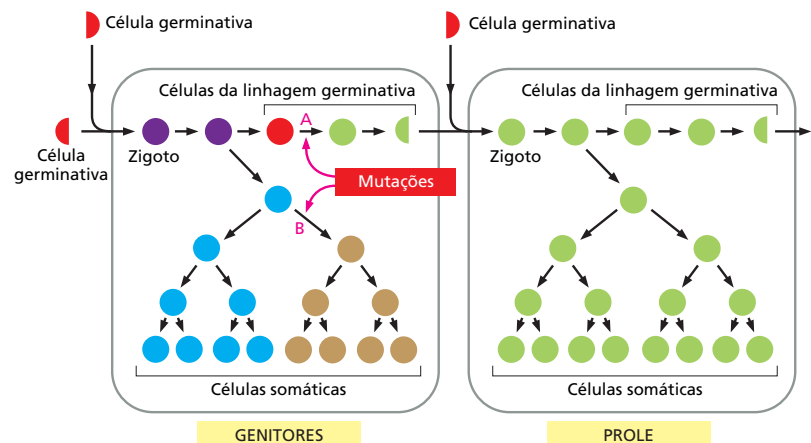 Célula germinativa
Célula germinativa
Células da linhagem germinativa
Células da linhagem germinativa
A
Célula
germinativa
Zigoto
Zigoto
Mutações
B
Células somáticas
Células somáticas
GENITORES
PROLE